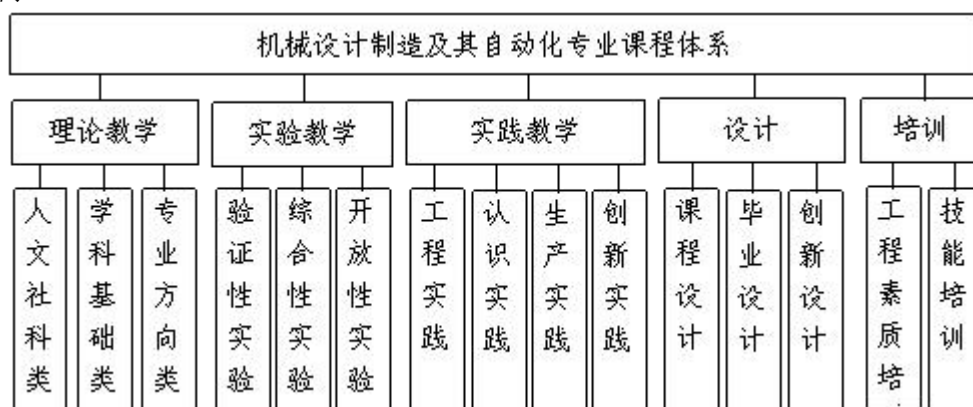 机械设计制造及其自动化专业课程体系
理论教学
实验教学
实践教学
设计
培训
人文社科类
学科基础类
专业方向类
验证性实验
综合性实验
开放性实验
工程实践
认识实践
生产实践
创新实践
课程设计
毕业设计
创新设计
工程素质培
技能培训